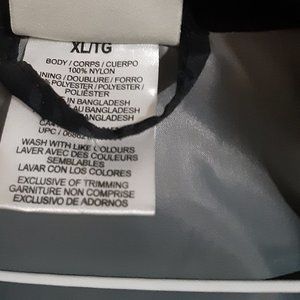 XL/TG
BODY / CORPS / CUERPO
100% NYLON
LINING / DOUBLURE / FORRO
POLYESTER / POLYESTER /
POLIÉSTER
IN BANGLADESH
AU BANGLADESH
BANGLADESH
UPC /
WASH WITH LIKE COLOURS
LAVER AVEC DES COULEURS
SEMBLABLES
LAVAR CON LOS COLORES
EXCLUSIVE OF TRIMMING
GARNITURE NON COMPRISE
EXCLUSIVO DE ADORNOS